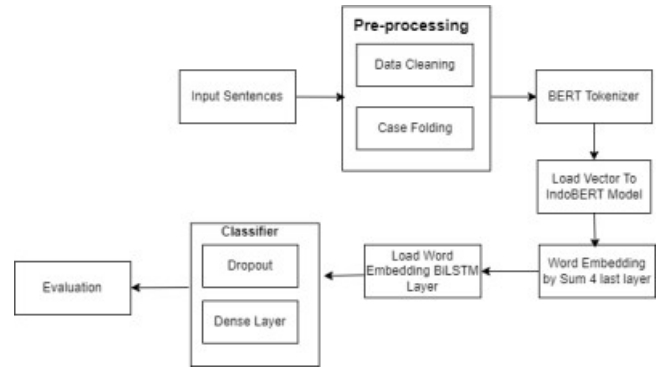 Pre-processing
Data Cleaning
Case Folding
Input Sentences
BERT Tokenizer
Load Vector To
IndoBERT Model
Word Embedding
by Sum 4 last layer
Load Word
Embedding BiLSTM
Layer
Classifier
Dropout
Dense Layer
Evaluation